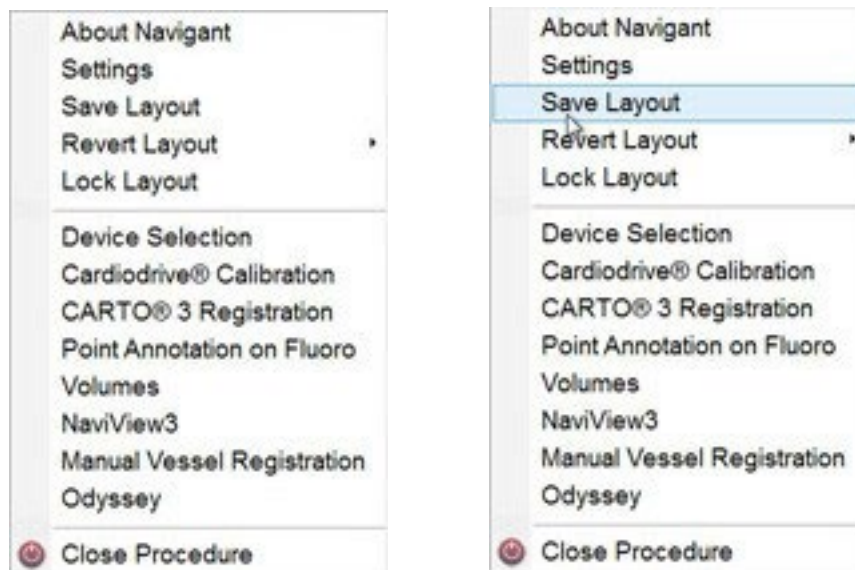 About Navigant
Settings
Save Layout
Revert Layout
Lock Layout
Device Selection
Cardiodrive® Calibration
CARTO® 3 Registration
Point Annotation on Fluoro
Volumes
NaviView3
Manual Vessel Registration
Odyssey
Close Procedure
About Navigant
Settings
Save Layout
Revert Layout
Lock Layout
Device Selection
Cardiodrive® Calibration
CARTO® 3 Registration
Point Annotation on Fluoro
Volumes
NaviView3
Manual Vessel Registration
Odyssey
Close Procedure